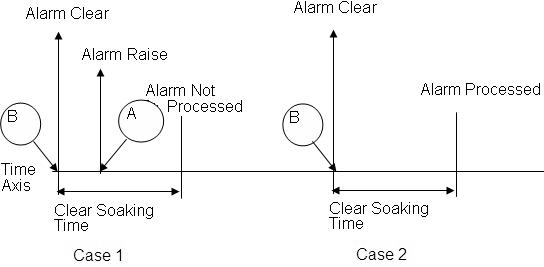 Alarm Clear
Alarm Raise
Alarm Not
Processed
B
A
Time
Axis
Clear Soaking
Time
Case 1
Alarm Clear
Alarm Processed
B
Clear Soaking
Time
Case 2